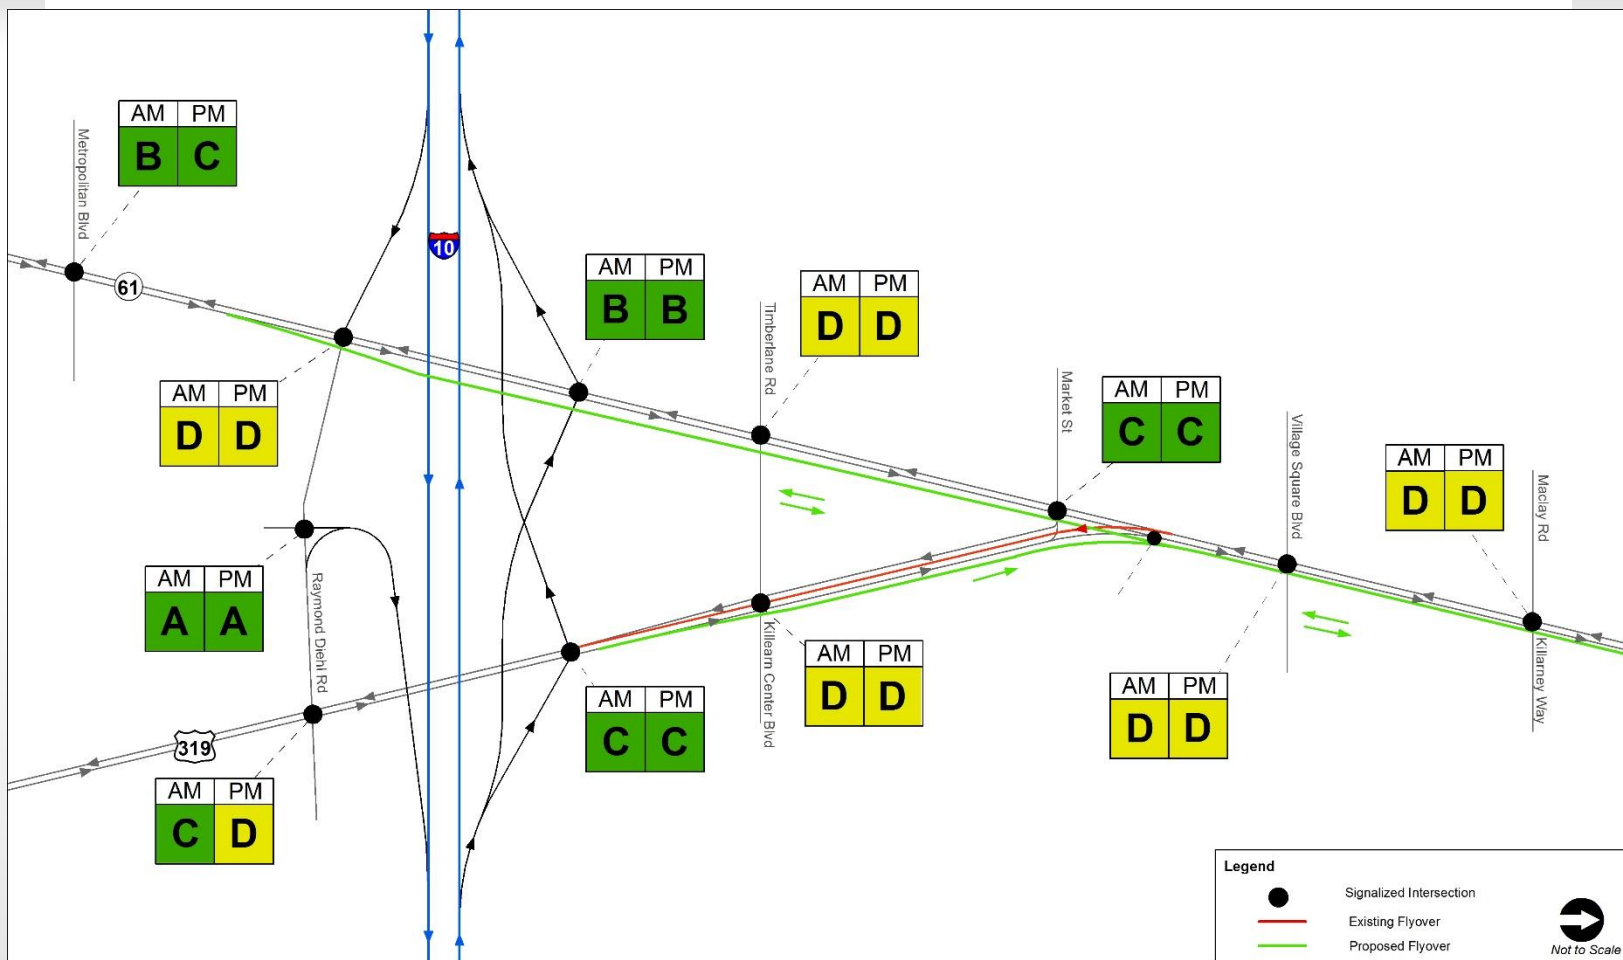 AM PM
B C
Metropolitan Blvd
10
61
AM PM
B B
AM PM
D D
Timberlane Rd
AM PM
D D
Market St
AM PM
C C
Village Square Blvd
AM PM
D D
Maclay Rd
AM PM
A A
Raymond Diehl Rd
Killearn Center Blvd
AM PM
D D
Killarney Way
AM PM
D D
AM PM
C C
319
AM PM
C D
Legend
Signalized Intersection
Existing Flyover
Proposed Flyover
Not to Scale